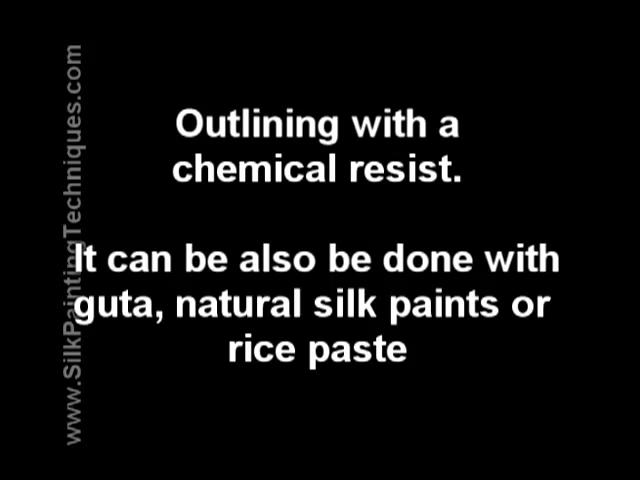 Outlining with a
chemical resist.
It can be also be done with
guta, natural silk paints or
rice paste
www.SilkPaintingTechniques.com